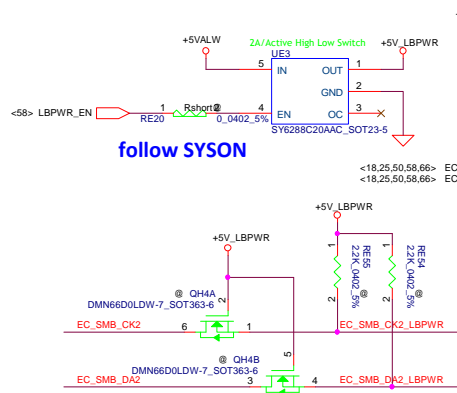 +5VALW
2A/Active High Low Switch
UE3
+5V_LBPWR
5
IN
OUT
1
GND
2
<58> LBPWR_EN
1
Rshort@
2
4
EN
OC
3
RE20
0_0402_5%
SY6288C20AAC_SOT23-5
follow SYSON
<18,25,50,58,66> EC
<18,25,50,58,66> EC
+5V_LBPWR
+5V_LBPWR
1
1
RE55
2.2K_0402_5%
@
RE54
2.2K_0402_5%
@
2
2
@ QH4A
DMN66D0LDW-7_SOT363-6
2
EC_SMB_CK2
6
1
EC_SMB_CK2_LBPWR
@ QH4B
DMN66D0LDW-7_SOT363-6
5
EC_SMB_DA2
3
4
EC_SMB_DA2_LBPWR